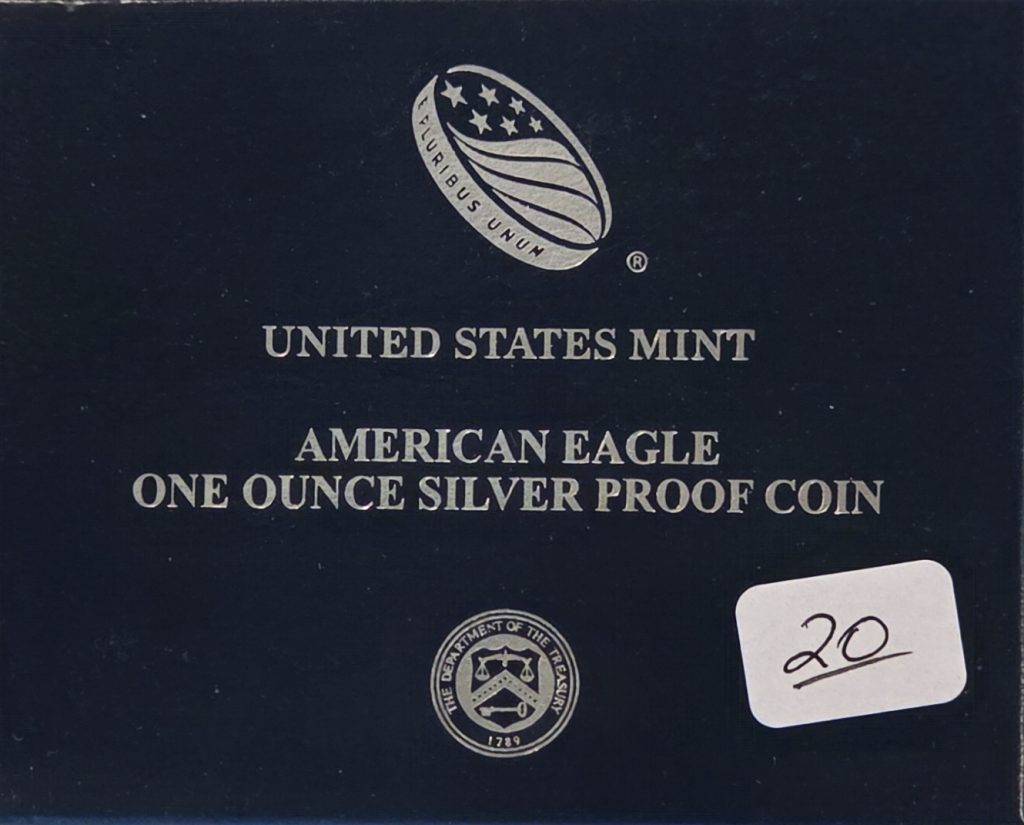 E PLURIBUS UNUM
®
UNITED STATES MINT
AMERICAN EAGLE
ONE OUNCE SILVER PROOF COIN
THE DEPARTMENT OF THE TREASURY
1789
20